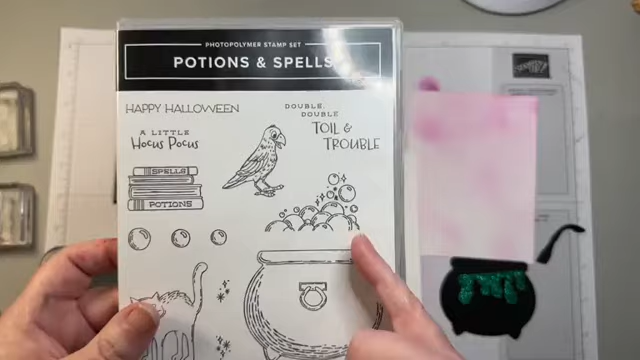 PHOTOPOLYMER STAMP SET
POTIONS & SPELLS
HAPPY HALLOWEEN
A LITTLE
HOCUS POCUS
DOUBLE,
DOUBLE
TOIL &
TROUBLE
SPELLS
POTIONS